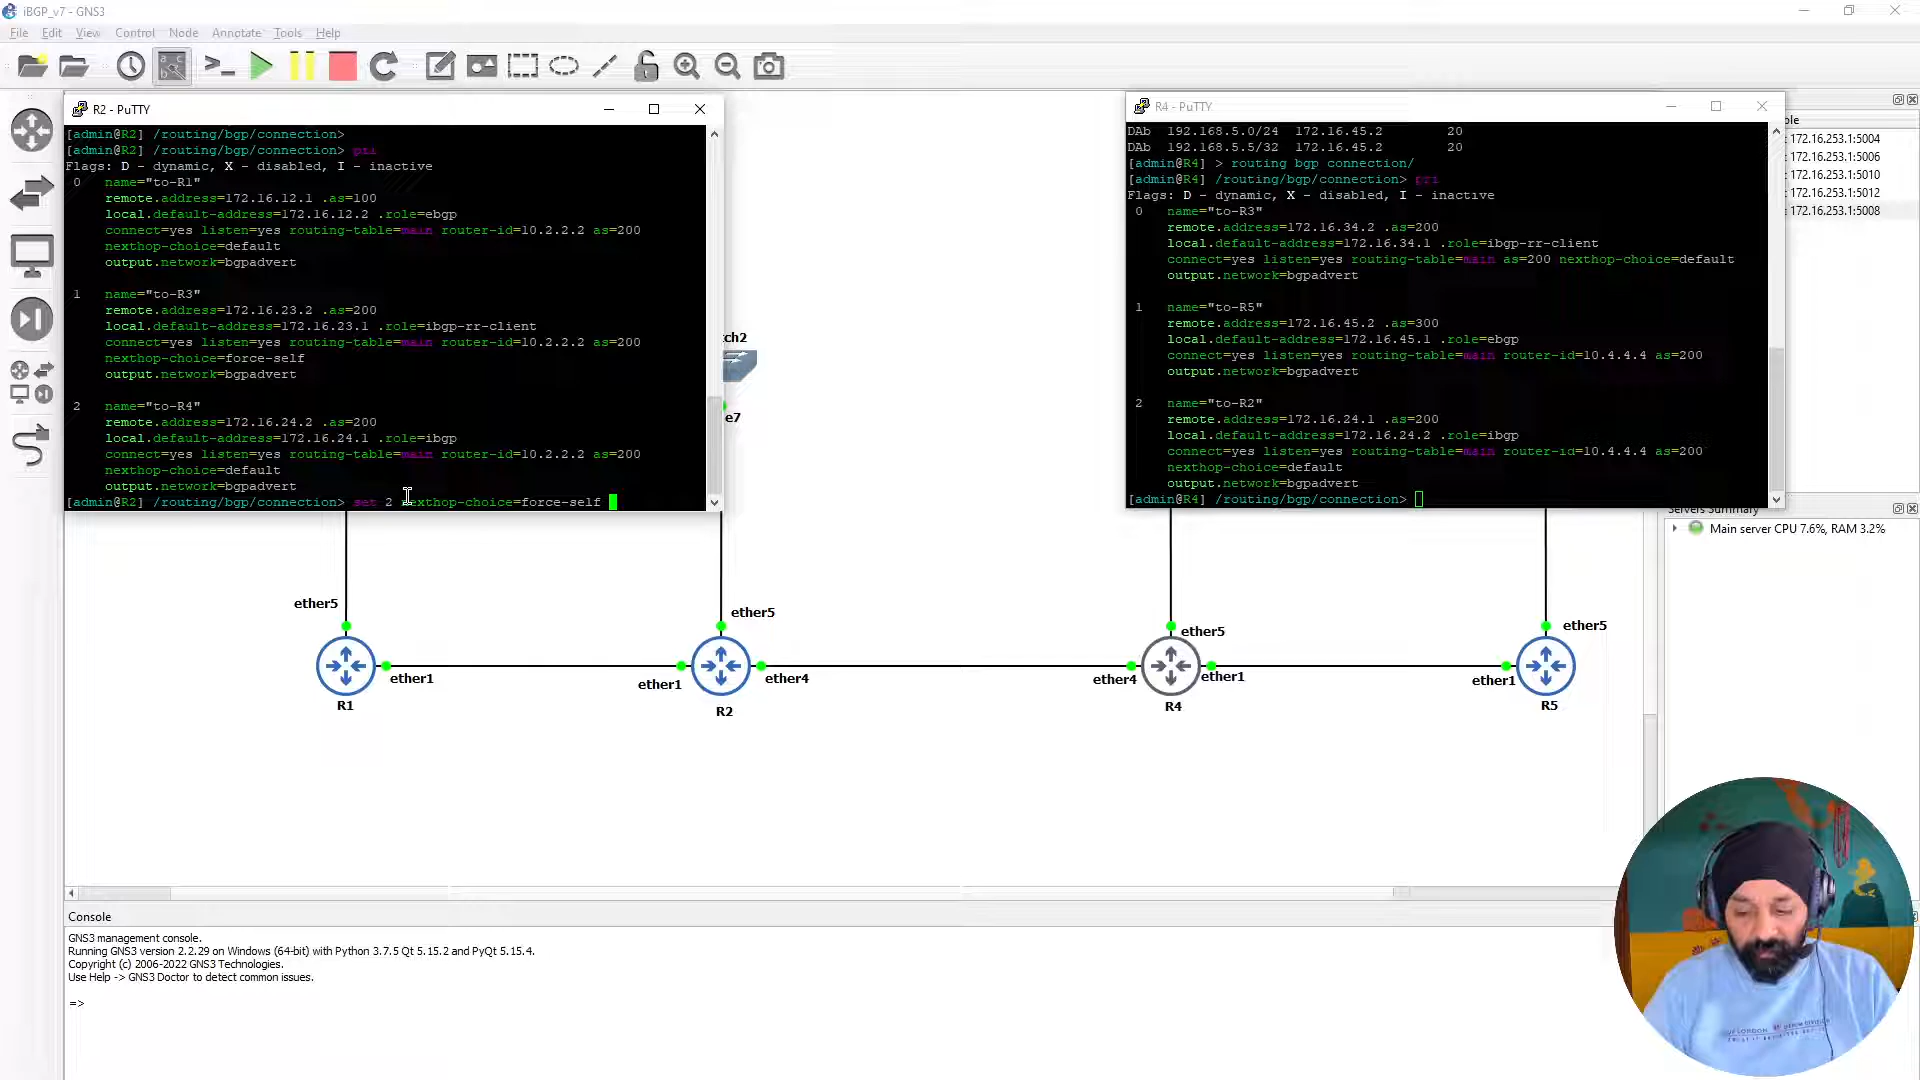 iBGP_v7 - GNS3
File Edit View Control Node Annotate Tools Help
R2 - PuTTY
[admin@R2] /routing/bgp/connection>
[admin@R2] /routing/bgp/connection> pri
Flags: D - dynamic, X - disabled, I - inactive
0 name="to-R1"
remote.address=172.16.12.1 .as=100
local.default-address=172.16.12.2 .role=ebgp
connect=yes listen=yes routing-table=main router-id=10.2.2.2 as=200
nexthop-choice=default
output.network=bgpadvert
1 name="to-R3"
remote.address=172.16.23.2 .as=200
local.default-address=172.16.23.1 .role=ibgp-rr-client
connect=yes listen=yes routing-table=main router-id=10.2.2.2 as=200
nexthop-choice=force-self
output.network=bgpadvert
2 name="to-R4"
remote.address=172.16.24.2 .as=200
local.default-address=172.16.24.1 .role=ibgp
connect=yes listen=yes routing-table=main router-id=10.2.2.2 as=200
nexthop-choice=default
output.network=bgpadvert
[admin@R2] /routing/bgp/connection> set 2 nexthop-choice=force-self
R4 - PuTTY
DAb 192.168.5.0/24 172.16.45.2 20
DAb 192.168.5.5/32 172.16.45.2 20
[admin@R4] > routing bgp connection/
[admin@R4] /routing/bgp/connection> pri
Flags: D - dynamic, X - disabled, I - inactive
0 name="to-R3"
remote.address=172.16.34.2 .as=200
local.default-address=172.16.34.1 .role=ibgp-rr-client
connect=yes listen=yes routing-table=main as=200 nexthop-choice=default
output.network=bgpadvert
1 name="to-R5"
remote.address=172.16.45.2 .as=300
local.default-address=172.16.45.1 .role=ebgp
connect=yes listen=yes routing-table=main router-id=10.4.4.4 as=200
output.network=bgpadvert
2 name="to-R2"
remote.address=172.16.24.1 .as=200
local.default-address=172.16.24.2 .role=ibgp
connect=yes listen=yes routing-table=main router-id=10.4.4.4 as=200
nexthop-choice=default
output.network=bgpadvert
[admin@R4] /routing/bgp/connection>
ole
172.16.253.1:5004
172.16.253.1:5006
172.16.253.1:5010
172.16.253.1:5012
172.16.253.1:5008
tch2
e7
Servers Summary
Main server CPU 7.6%, RAM 3.2%
ether5
ether5
ether5
ether5
ether1
ether1
ether4
ether4
ether1
ether1
R1
R2
R4
R5
Console
GNS3 management console.
Running GNS3 version 2.2.29 on Windows (64-bit) with Python 3.7.5 Qt 5.15.2 and PyQt 5.15.4.
Copyright (c) 2006-2022 GNS3 Technologies.
Use Help -> GNS3 Doctor to detect common issues.
=>